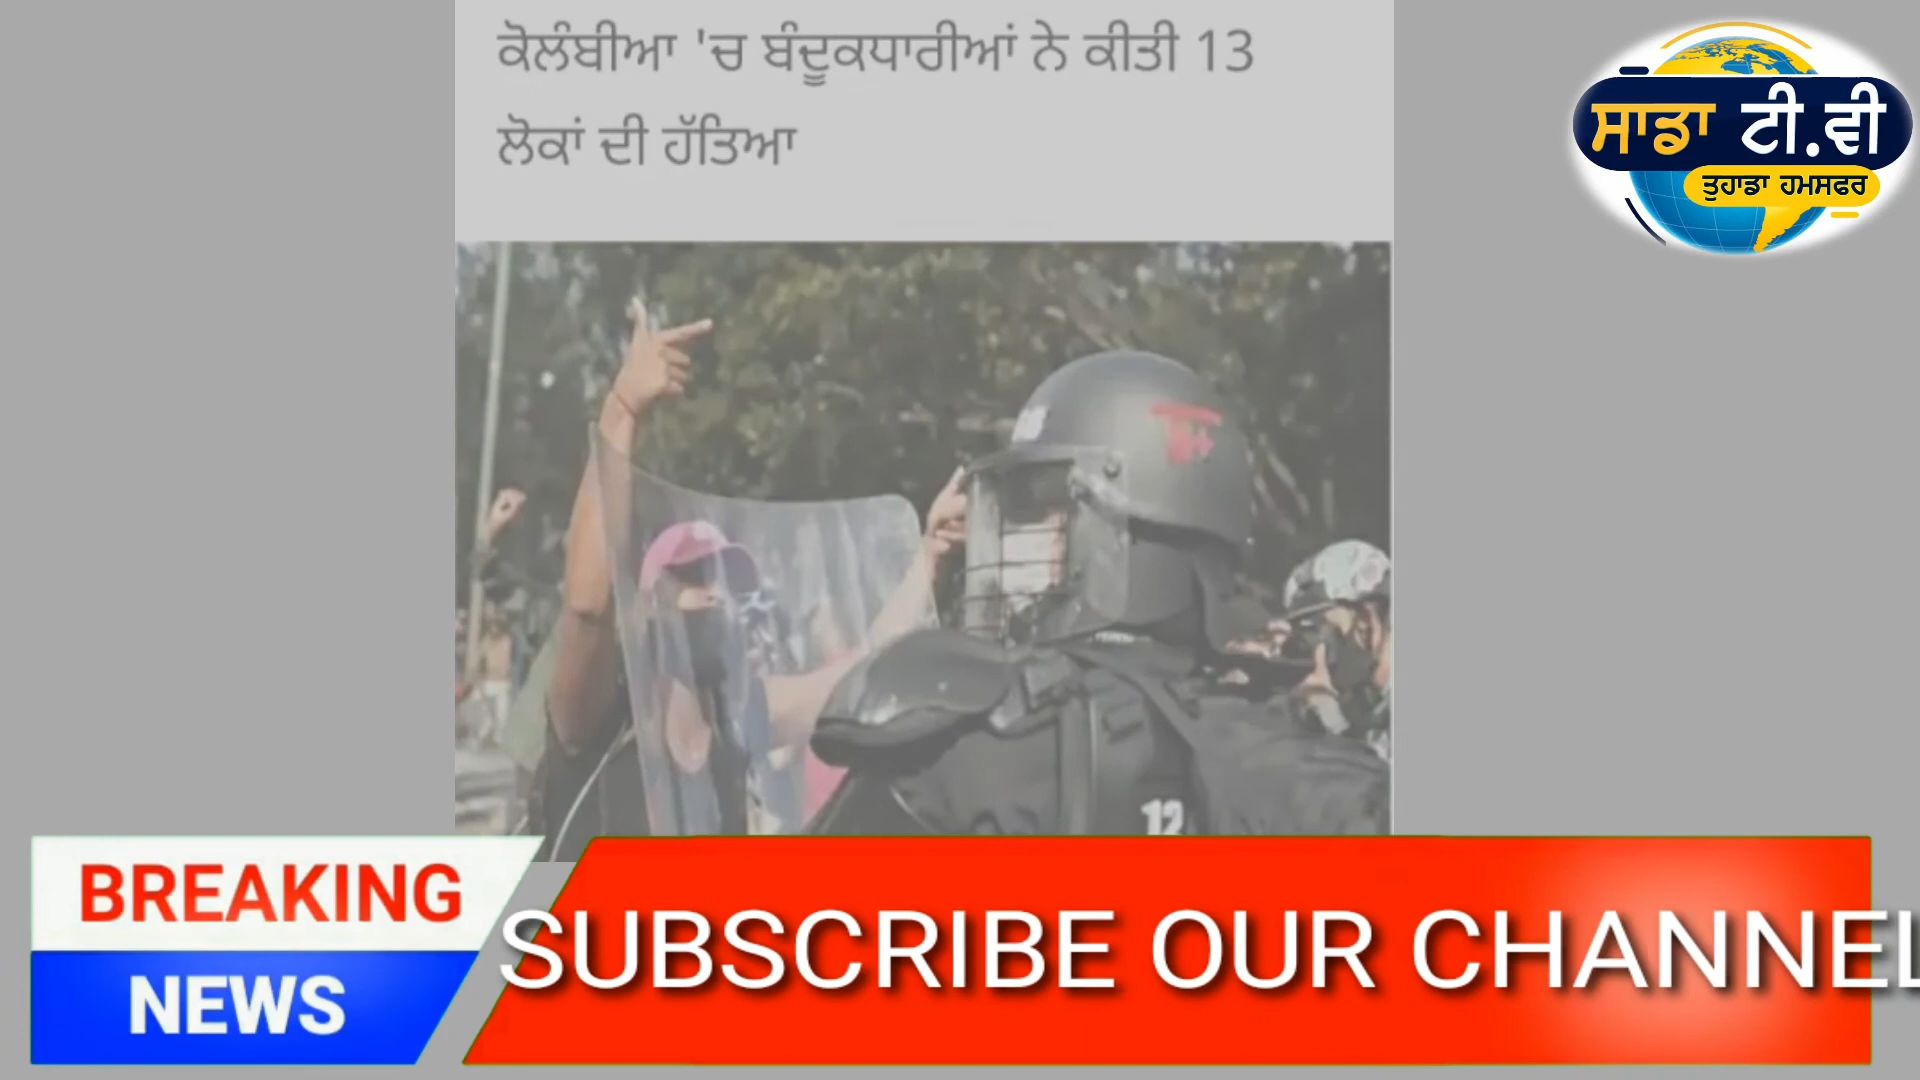 ਕੋਲੰਬੀਆ 'ਚ ਬੰਦੂਕਧਾਰੀਆਂ ਨੇ ਕੀਤੀ 13
ਲੋਕਾਂ ਦੀ ਹੱਤਿਆ
ਸਾਡਾ ਟੀ.ਵੀ
ਤੁਹਾਡਾ ਹਮਸਫਰ
12
BREAKING
NEWS
SUBSCRIBE OUR CHANNEL